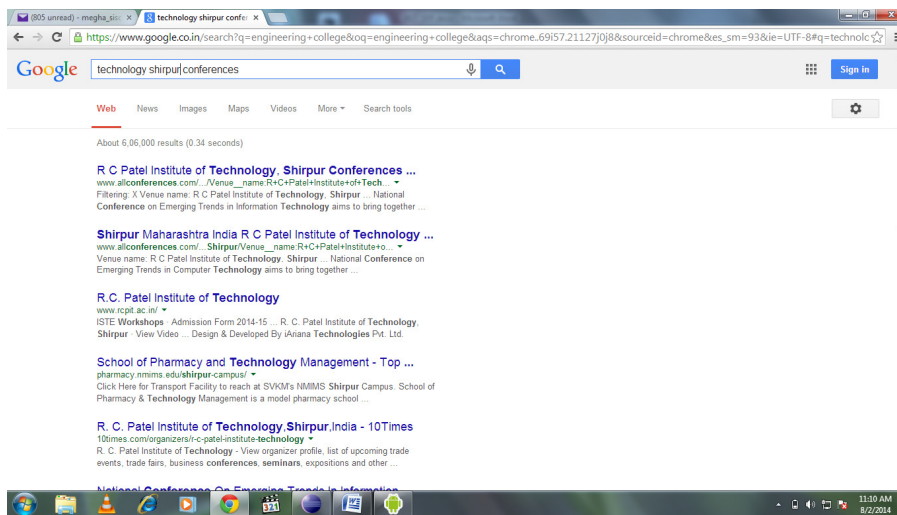 (805 unread) - megha_sisc
technology shirpur confer
https://www.google.co.in/search?q=engineering+college&oq=engineering+college&aqs=chrome..69i57.21127j0j8&sourceid=chrome&es_sm=93&ie=UTF-8#q=technolc
Google
technology shirpur conferences
Sign in
Web News Images Maps Videos More Search tools
About 6,06,000 results (0.34 seconds)
R C Patel Institute of Technology, Shirpur Conferences ...
www.allconferences.com/.../Venue__name:R+C+Patel+Institute+of+Tech...
Filtering: X Venue name: R C Patel Institute of Technology, Shirpur ... National
Conference on Emerging Trends in Information Technology aims to bring together ...
Shirpur Maharashtra India R C Patel Institute of Technology ...
www.allconferences.com/...Shirpur/Venue__name:R+C+Patel+Institute+o...
Venue name: R C Patel Institute of Technology, Shirpur ... National Conference on
Emerging Trends in Computer Technology aims to bring together ...
R.C. Patel Institute of Technology
www.rcpit.ac.in/
ISTE Workshops · Admission Form 2014-15 ... R. C. Patel Institute of Technology,
Shirpur · View Video ... Design & Developed By iAriana Technologies Pvt. Ltd.
School of Pharmacy and Technology Management - Top ...
pharmacy.nmims.edu/shirpur-campus/
Click Here for Transport Facility to reach at SVKM's NMIMS Shirpur Campus. School of
Pharmacy & Technology Management is a model pharmacy school ...
R. C. Patel Institute of Technology,Shirpur,India - 10Times
10times.com/organizers/r-c-patel-institute-technology
R. C. Patel Institute of Technology - View organizer profile, list of upcoming trade
events, trade fairs, business conferences, seminars, expositions and other ...
National Conference On Emerging Trends In Information
321
11:10 AM
8/2/2014